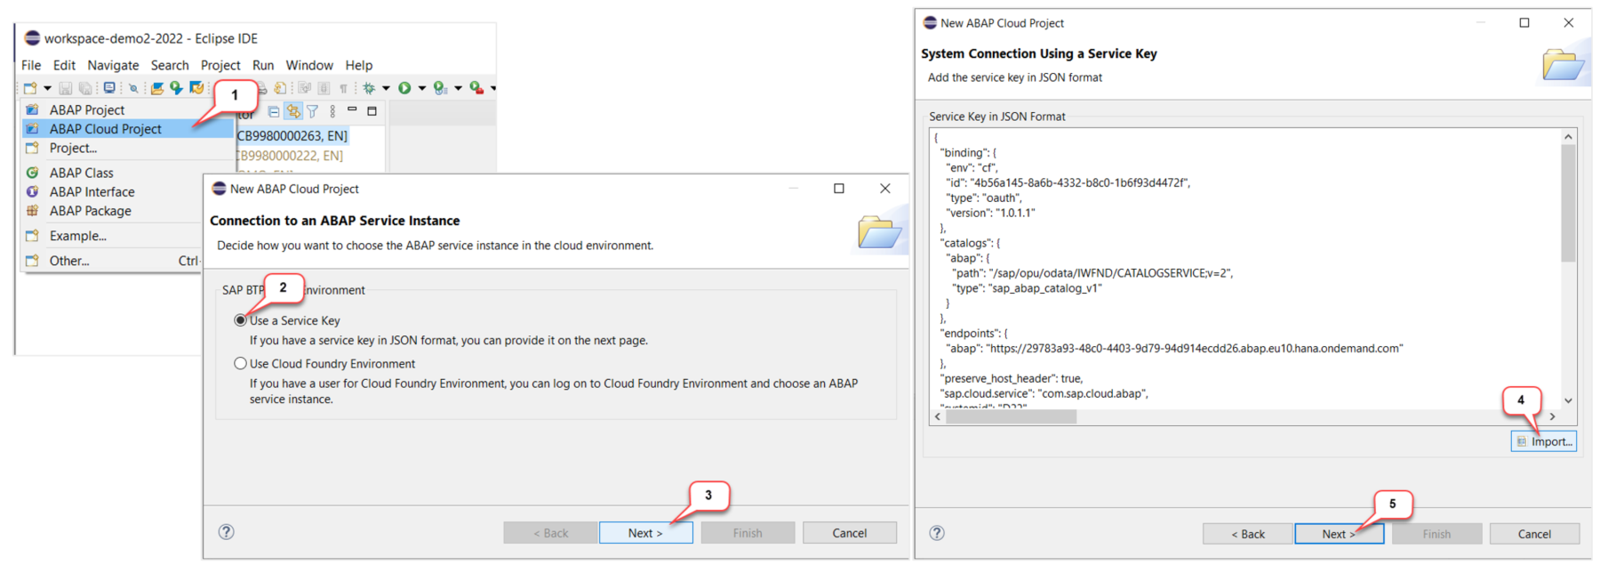 workspace-demo2-2022 - Eclipse IDE
File Edit Navigate Search Project Run Window Help
1
ABAP Project
tor
ABAP Cloud Project
CB9980000263, EN]
Project...
CB9980000222, EN]
ABAP Class
ABAP Interface
ABAP Package
Example...
Other... Ctrl
New ABAP Cloud Project
Connection to an ABAP Service Instance
Decide how you want to choose the ABAP service instance in the cloud environment.
SAP BTP
2
nvironment
Use a Service Key
If you have a service key in JSON format, you can provide it on the next page.
Use Cloud Foundry Environment
If you have a user for Cloud Foundry Environment, you can log on to Cloud Foundry Environment and choose an ABAP
service instance.
3
< Back Next > Finish Cancel
New ABAP Cloud Project
System Connection Using a Service Key
Add the service key in JSON format
Service Key in JSON Format
{
"binding": {
"env": "cf",
"id": "4b56a145-8a6b-4332-b8c0-1b6f93d4472f",
"type": "oauth",
"version": "1.0.1.1"
},
"catalogs": {
"abap": {
"path": "/sap/opu/odata/IWFND/CATALOGSERVICE;v=2",
"type": "sap_abap_catalog_v1"
}
},
"endpoints": {
"abap": "https://29783a93-48c0-4403-9d79-94d914ecdd26.abap.eu10.hana.ondemand.com"
},
"preserve_host_header": true,
"sap.cloud.service": "com.sap.cloud.abap",
4
Import...
5
< Back Next > Finish Cancel